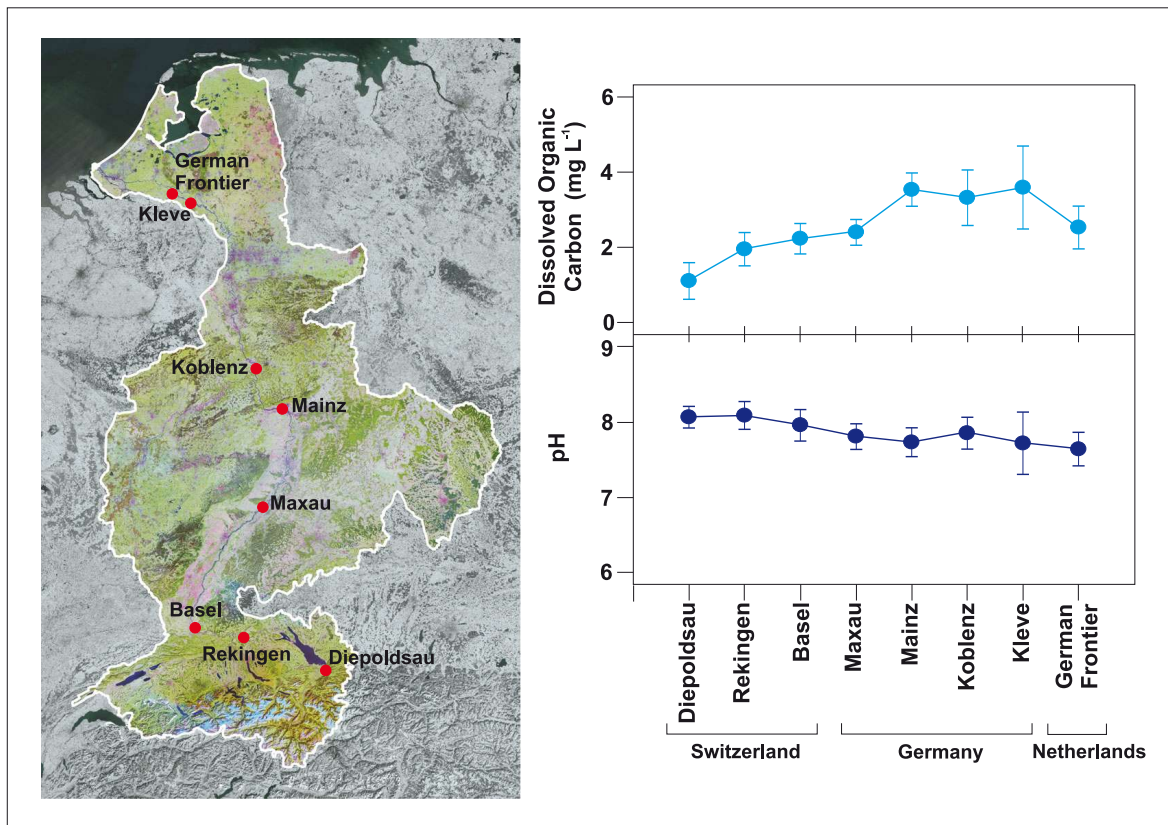 German
Frontier
Kleve
Koblenz
Mainz
Maxau
Basel
Rekingen
Diepoldsau
Dissolved Organic
Carbon (mg L⁻¹)
6
4
2
0
pH
9
8
7
6
Diepoldsau
Rekingen
Basel
Maxau
Mainz
Koblenz
Kleve
German
Frontier
Switzerland
Germany
Netherlands